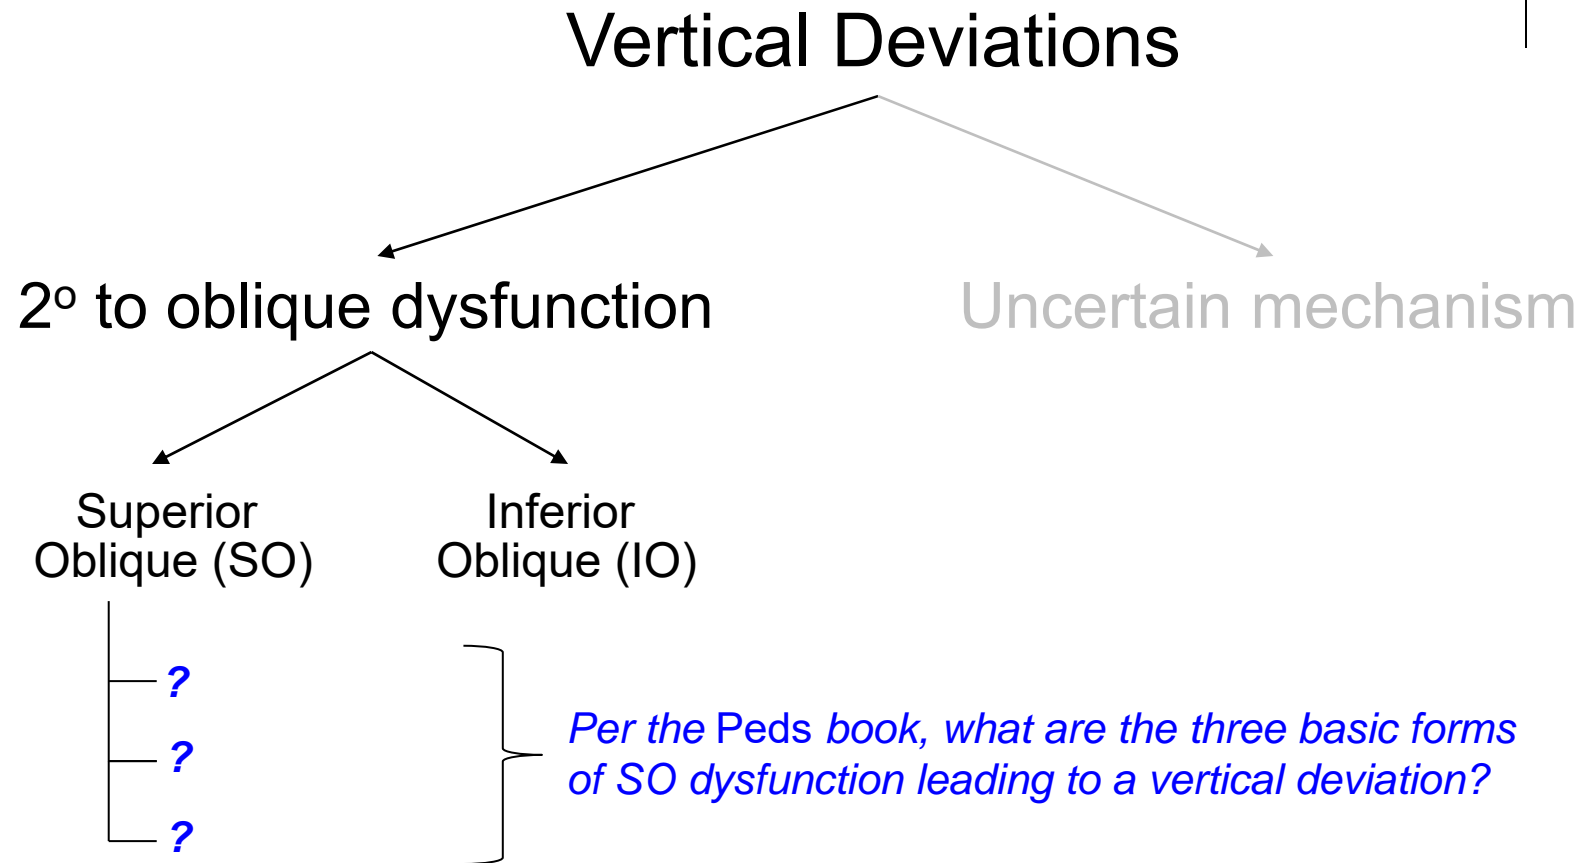 Vertical Deviations
2º to oblique dysfunction
Uncertain mechanism
Superior
Oblique (SO)
Inferior
Oblique (IO)
?
?
?
Per the Peds book, what are the three basic forms
of SO dysfunction leading to a vertical deviation?